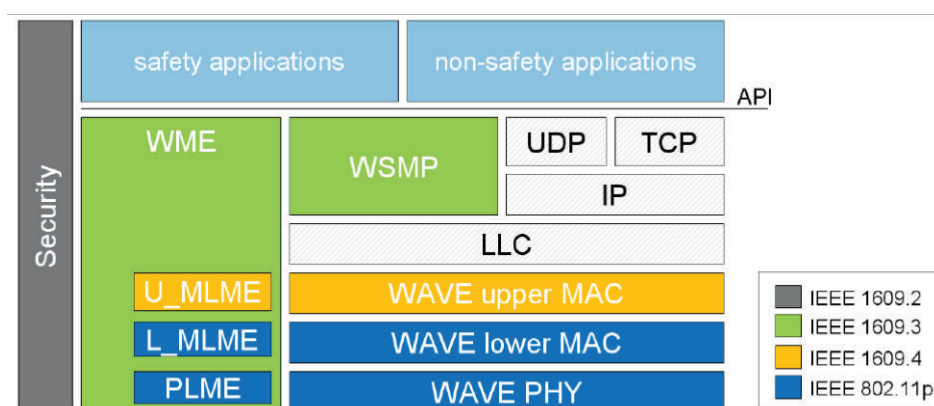 safety applications
non-safety applications
API
Security
WME
WSMP
UDP
TCP
IP
LLC
U_MLME
WAVE upper MAC
L_MLME
WAVE lower MAC
PLME
WAVE PHY
IEEE 1609.2
IEEE 1609.3
IEEE 1609.4
IEEE 802.11p